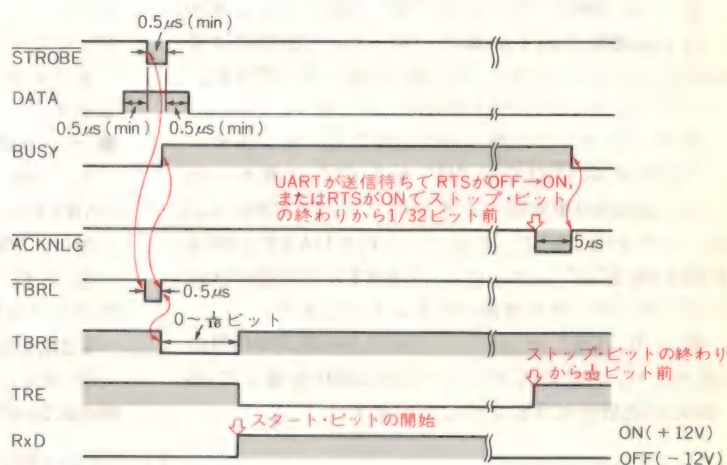 0.5μs(min)
STROBE
DATA
0.5μs(min) 0.5μs(min)
BUSY
UARTが送信待ちでRTSがOFF→ON,
またはRTSがONでストップ・ビット
の終わりから1/32ビット前
ACKNLG
5μs
TBRL
0.5μs
0〜1/16ビット
TBRE
ストップ・ビットの終わり
から1/32ビット前
TRE
スタート・ビットの開始
RxD
ON(+12V)
OFF(−12V)